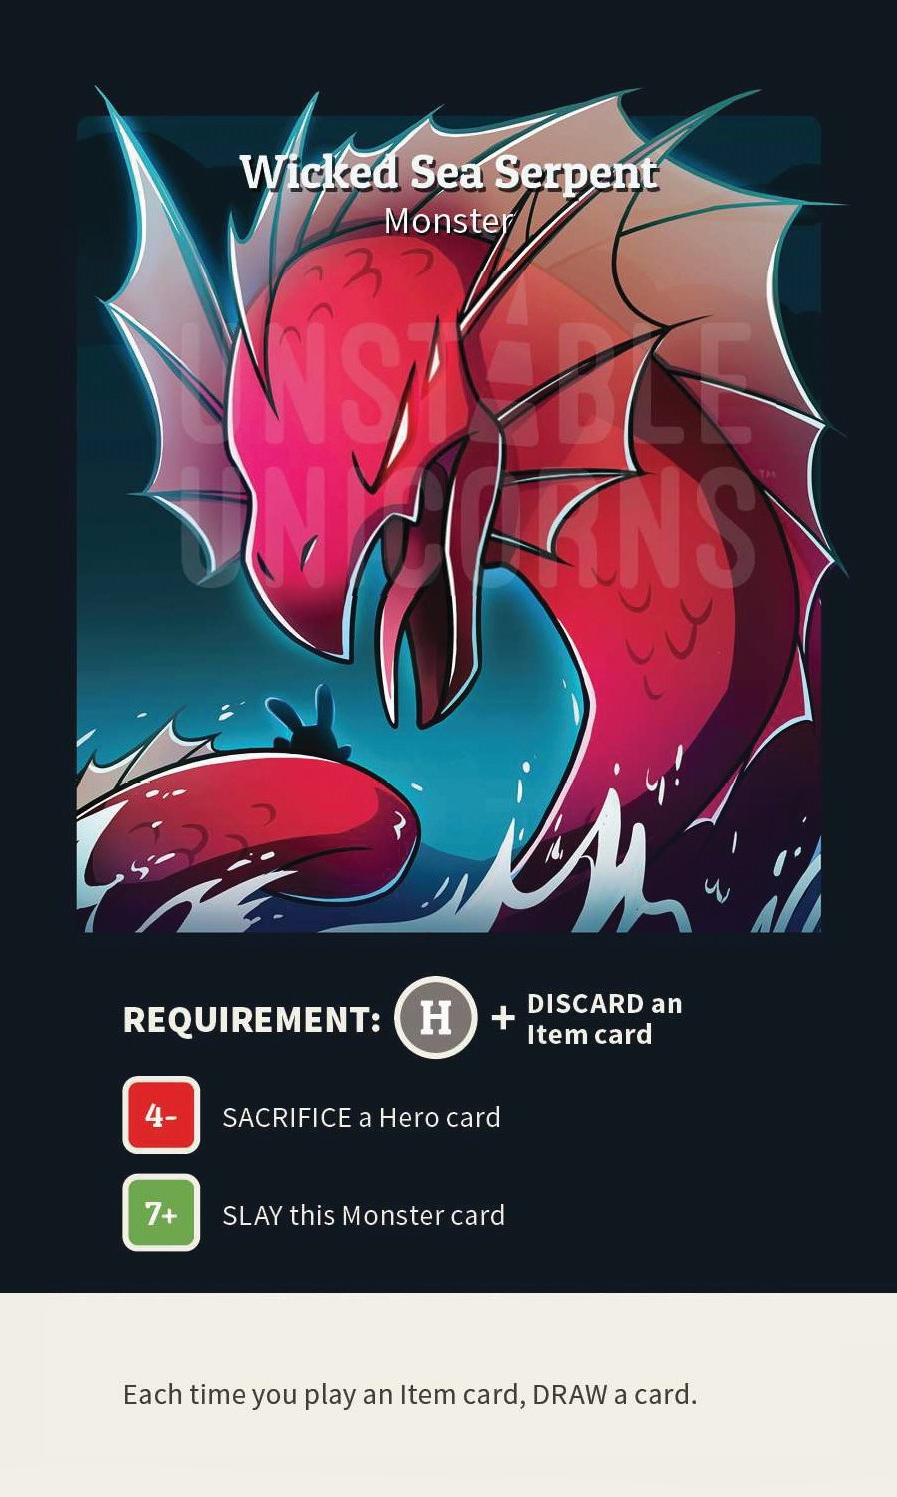 Wicked Sea Serpent
Monster
UNSTABLE
UNICORNS™
REQUIREMENT: H + DISCARD an
Item card
4- SACRIFICE a Hero card
7+ SLAY this Monster card
Each time you play an Item card, DRAW a card.